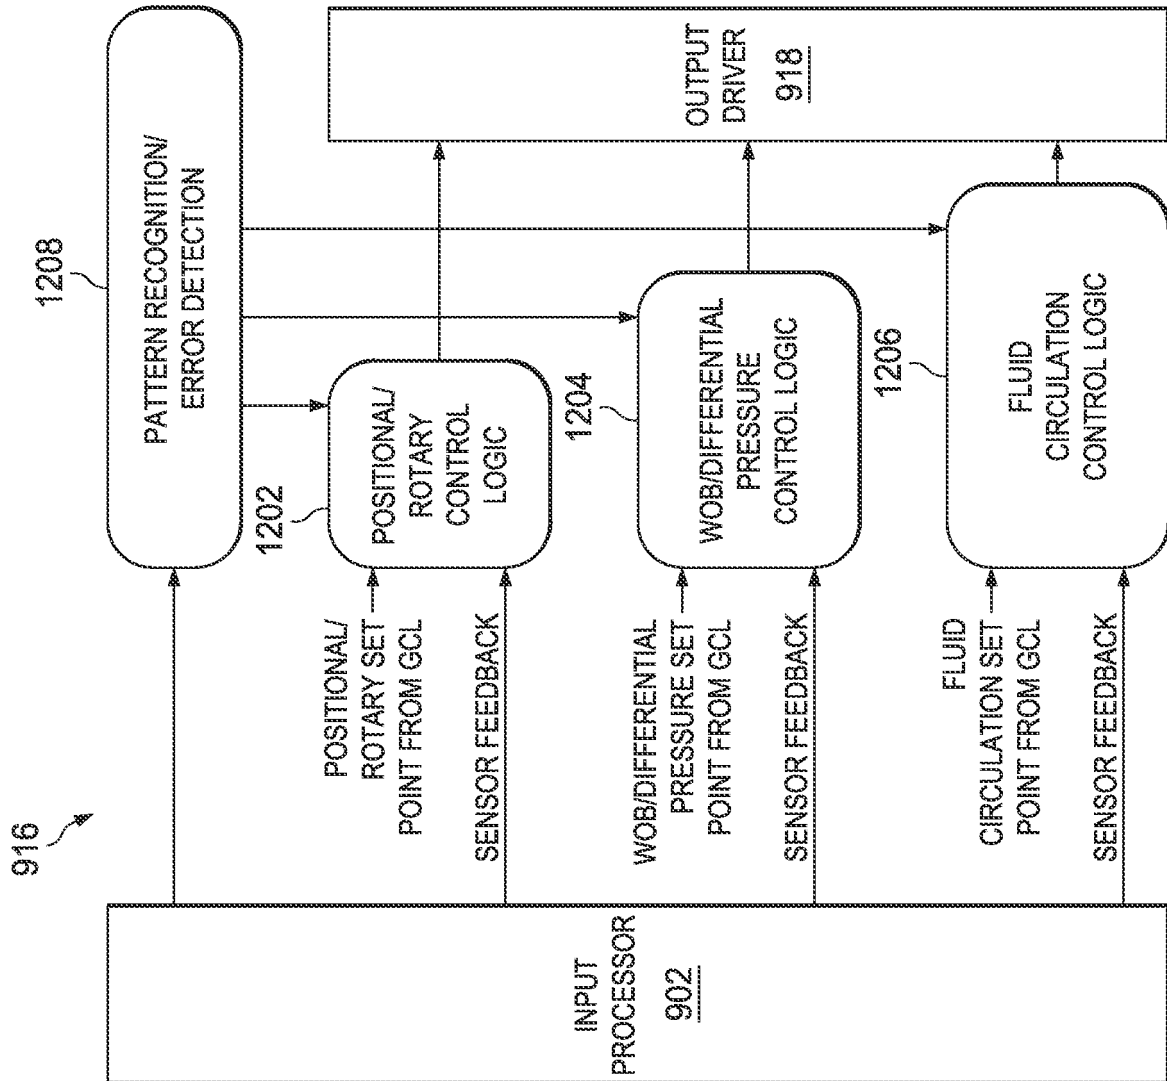 916
INPUT
PROCESSOR
902
1208
PATTERN RECOGNITION/
ERROR DETECTION
POSITIONAL/
ROTARY SET
POINT FROM GCL
SENSOR FEEDBACK
1202
POSITIONAL/
ROTARY
CONTROL
LOGIC
WOB/DIFFERENTIAL
PRESSURE SET
POINT FROM GCL
SENSOR FEEDBACK
1204
WOB/DIFFERENTIAL
PRESSURE
CONTROL LOGIC
FLUID
CIRCULATION SET
POINT FROM GCL
SENSOR FEEDBACK
1206
FLUID
CIRCULATION
CONTROL LOGIC
OUTPUT
DRIVER
918